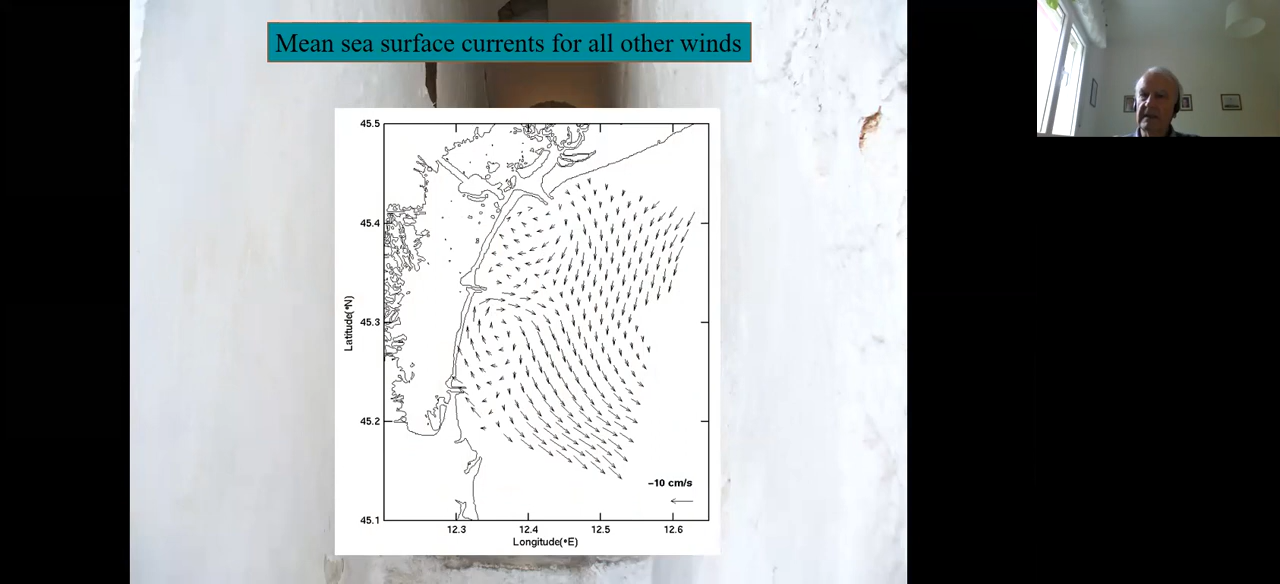 Mean sea surface currents for all other winds
45.5
45.4
45.3
45.2
45.1
Latitude(°N)
12.3 12.4 12.5 12.6
Longitude(°E)
−10 cm/s